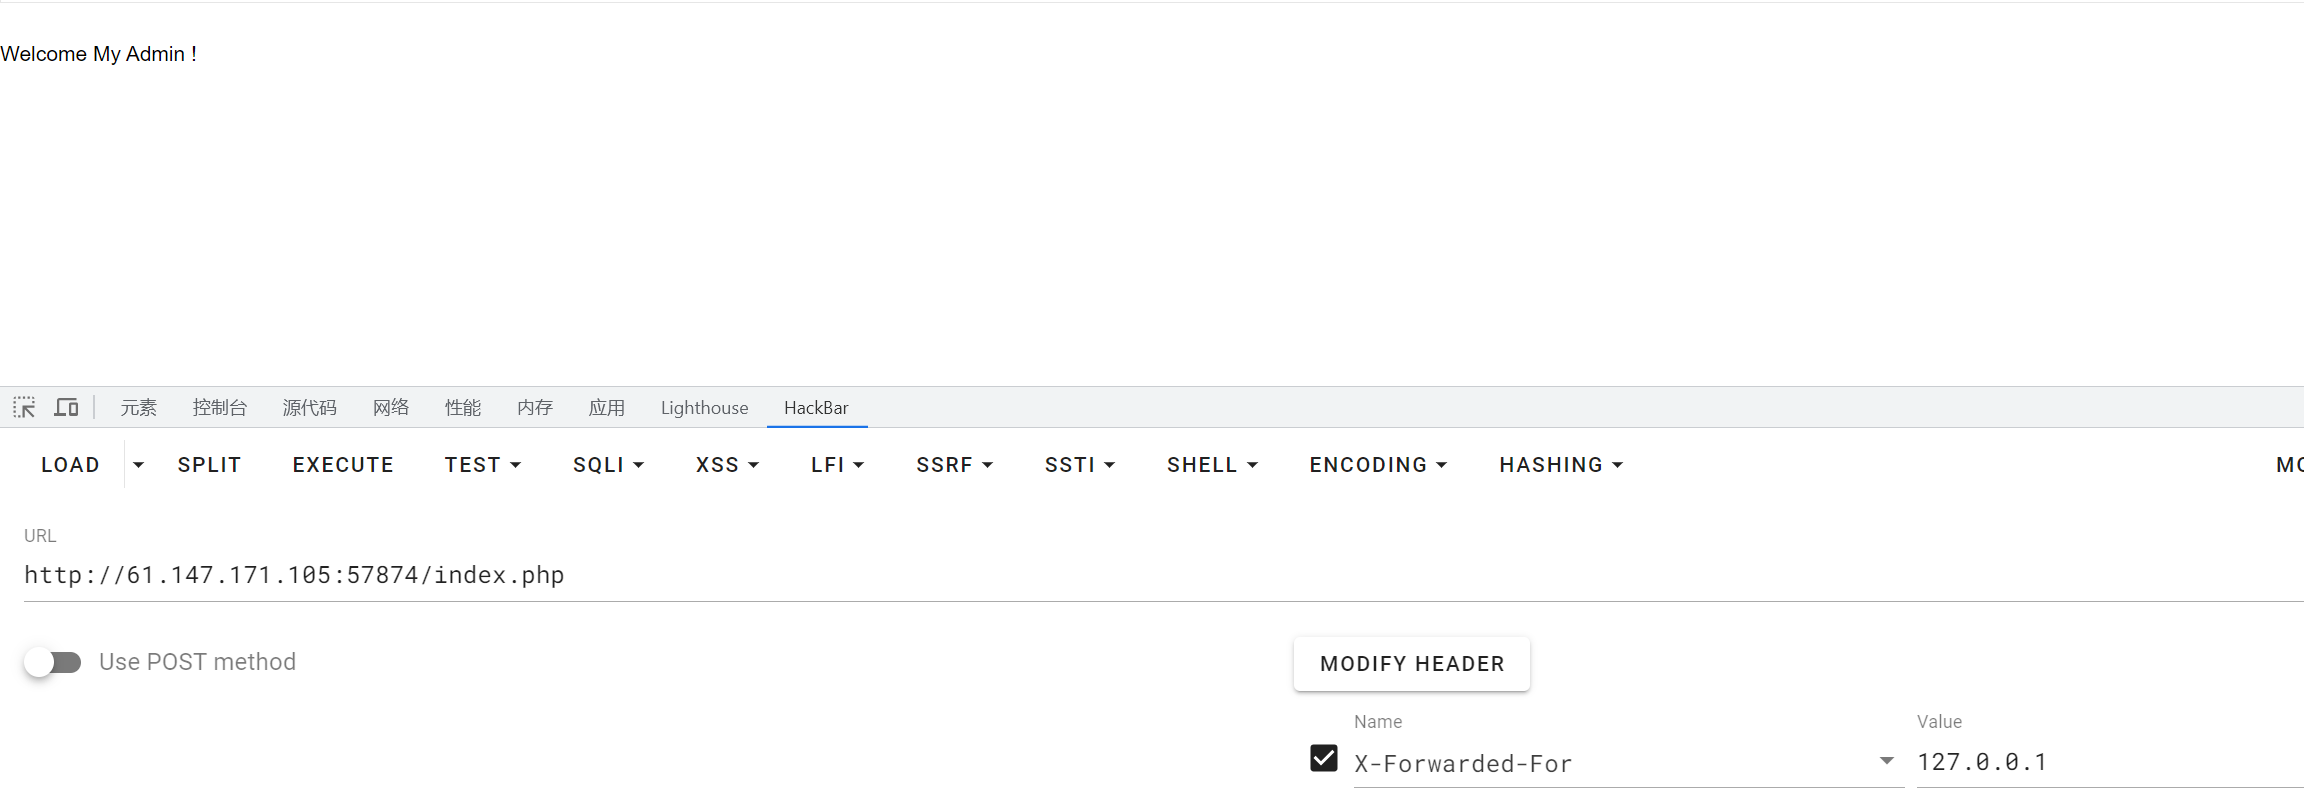 Welcome My Admin !
元素 控制台 源代码 网络 性能 内存 应用 Lighthouse HackBar
LOAD SPLIT EXECUTE TEST SQLI XSS LFI SSRF SSTI SHELL ENCODING HASHING
URL
http://61.147.171.105:57874/index.php
Use POST method
MODIFY HEADER
Name Value
X-Forwarded-For 127.0.0.1